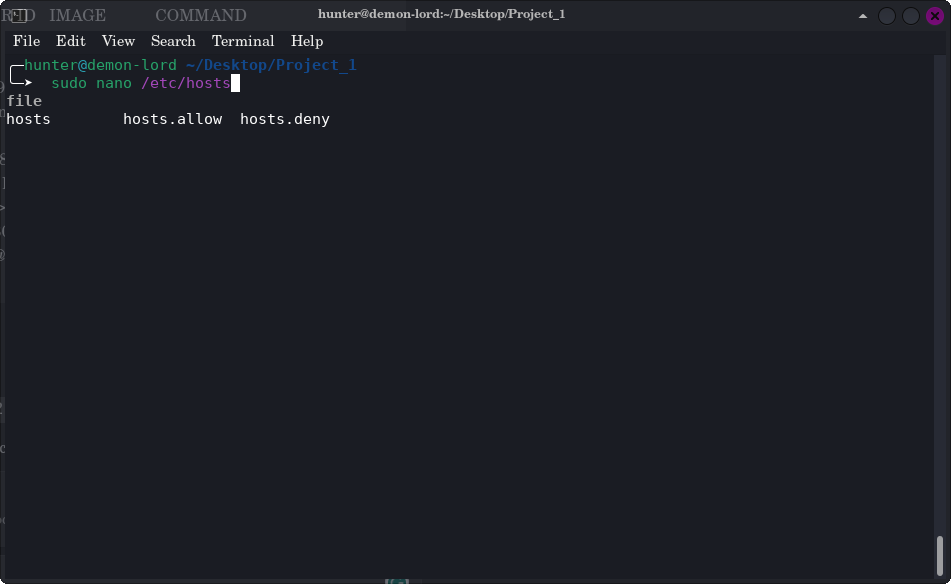 IMAGE COMMAND hunter@demon-lord:~/Desktop/Project_1
File Edit View Search Terminal Help
hunter@demon-lord ~/Desktop/Project_1
sudo nano /etc/hosts
file
hosts hosts.allow hosts.deny